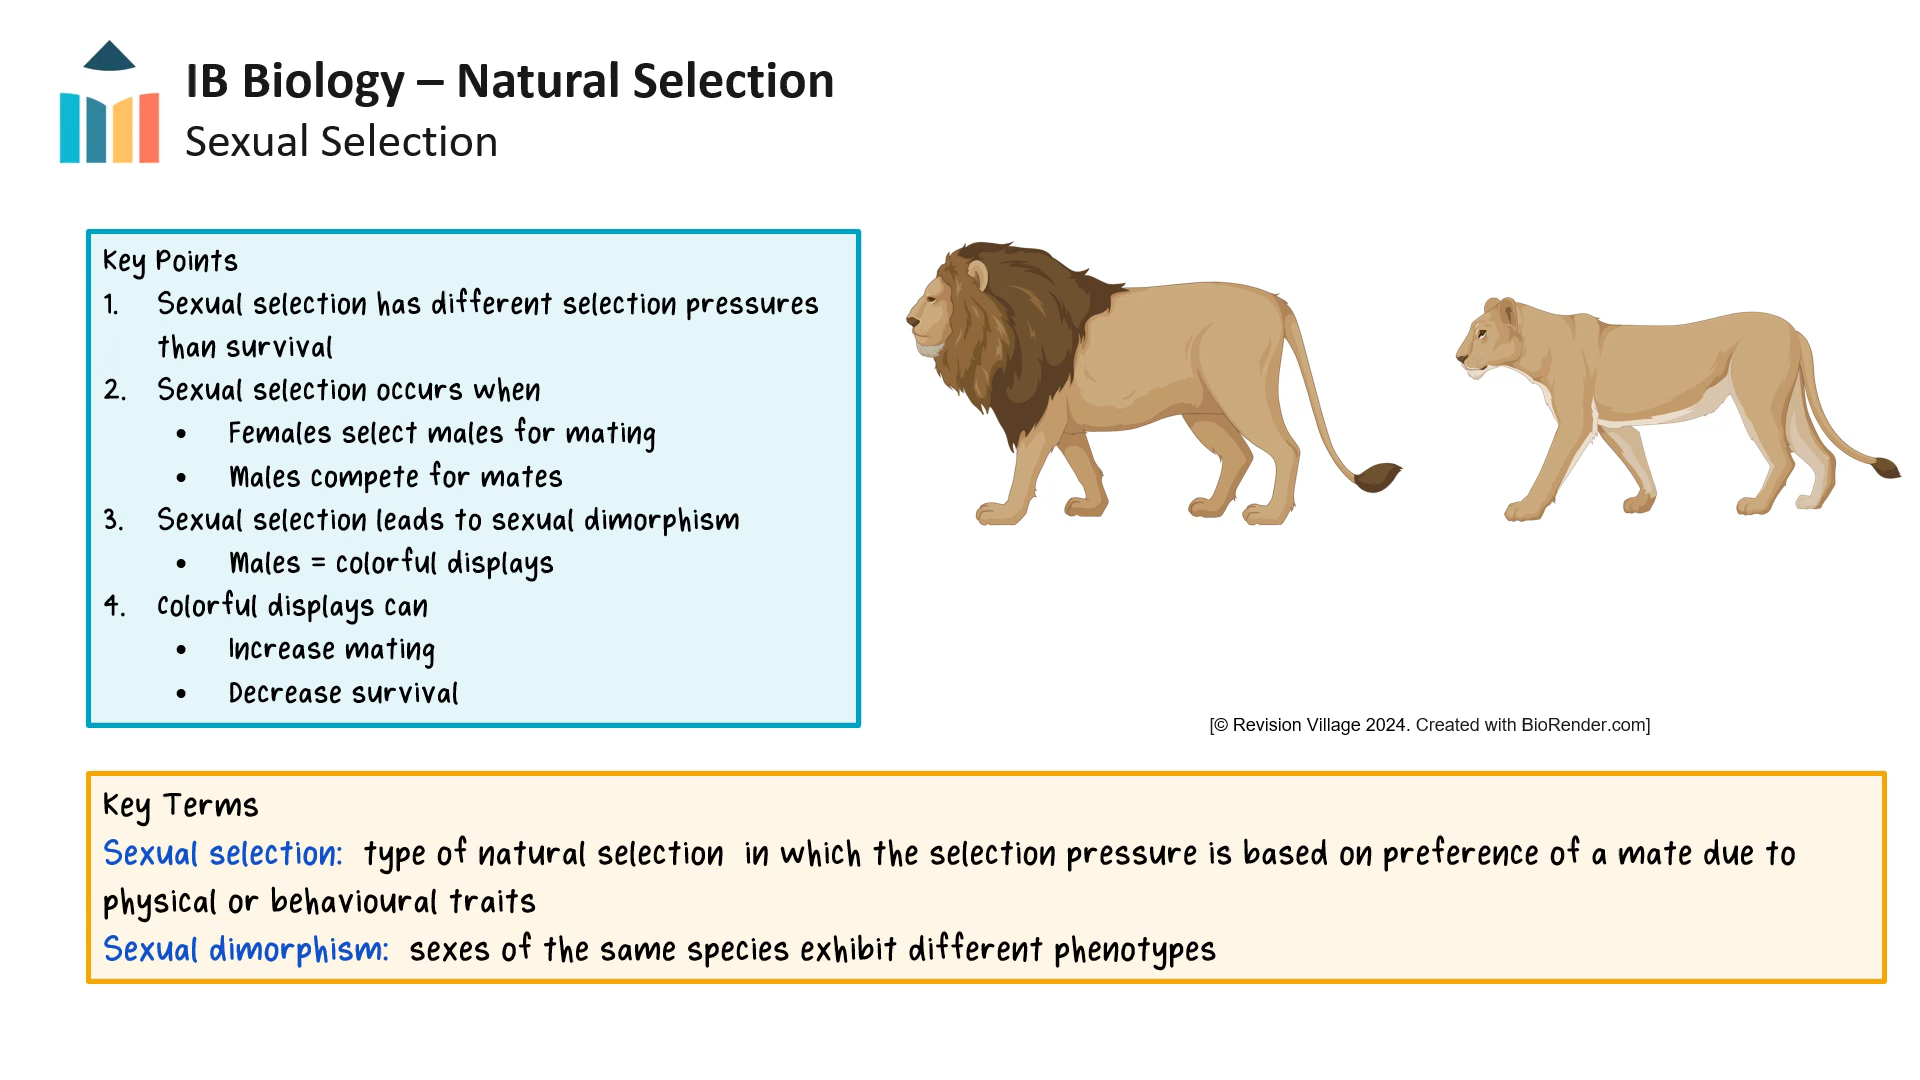 IB Biology – Natural Selection
Sexual Selection
Key Points
1. Sexual selection has different selection pressures
than survival
2. Sexual selection occurs when
• Females select males for mating
• Males compete for mates
3. Sexual selection leads to sexual dimorphism
• Males = colorful displays
4. Colorful displays can
• Increase mating
• Decrease survival
[© Revision Village 2024. Created with BioRender.com]
Key Terms
Sexual selection: type of natural selection in which the selection pressure is based on preference of a mate due to
physical or behavioural traits
Sexual dimorphism: sexes of the same species exhibit different phenotypes